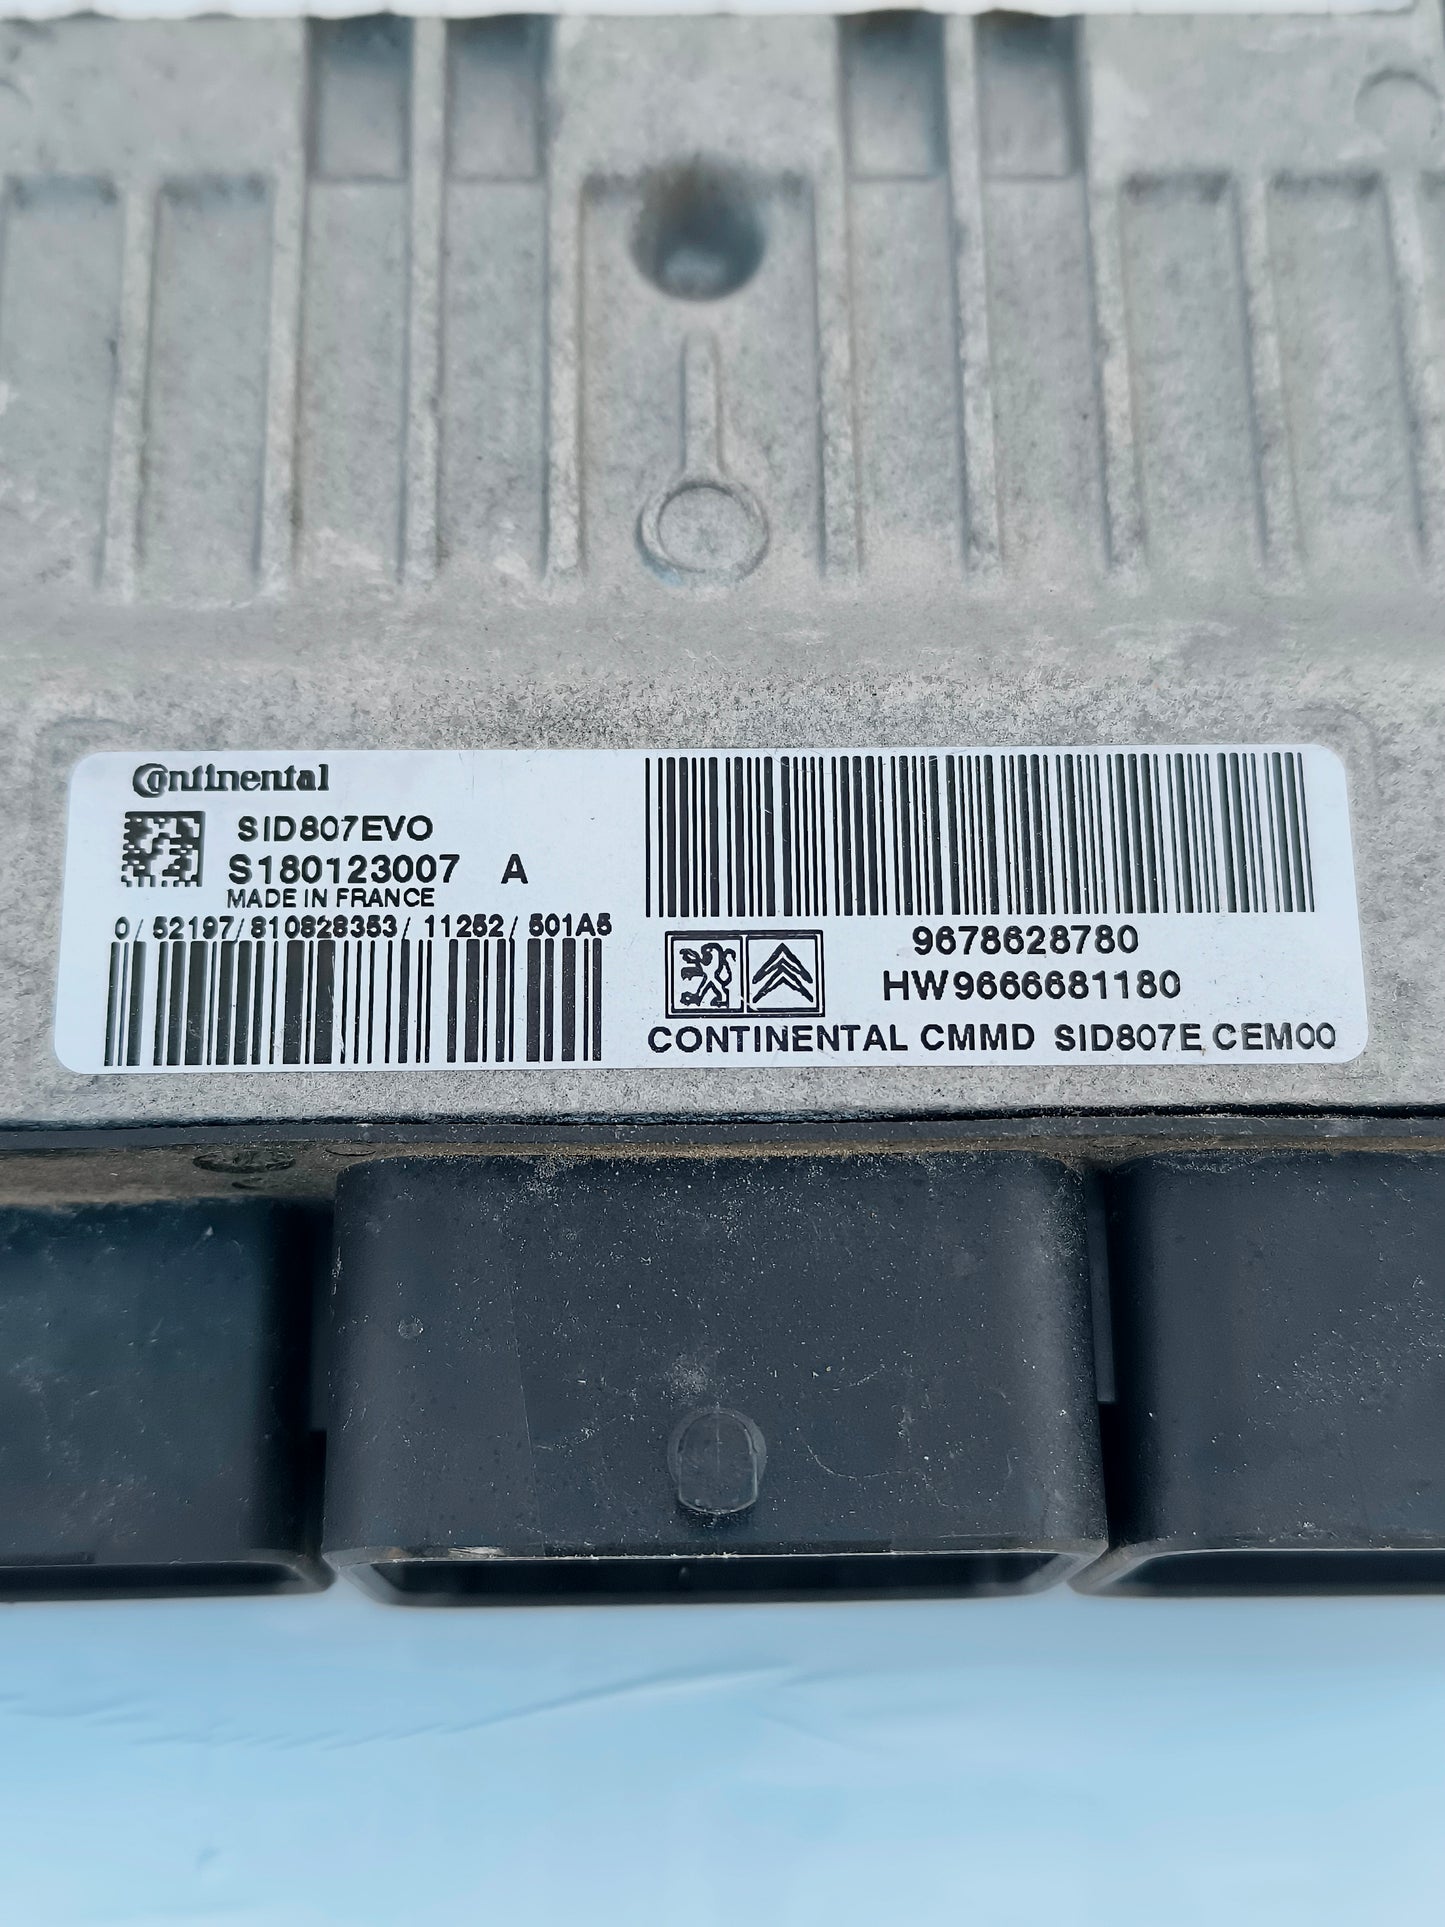 Continental
SID807EVO
S180123007 A
MADE IN FRANCE
0/52197/810828353/11252/501A5
9678628780
HW9666681180
CONTINENTAL CMMD SID807E CEM00